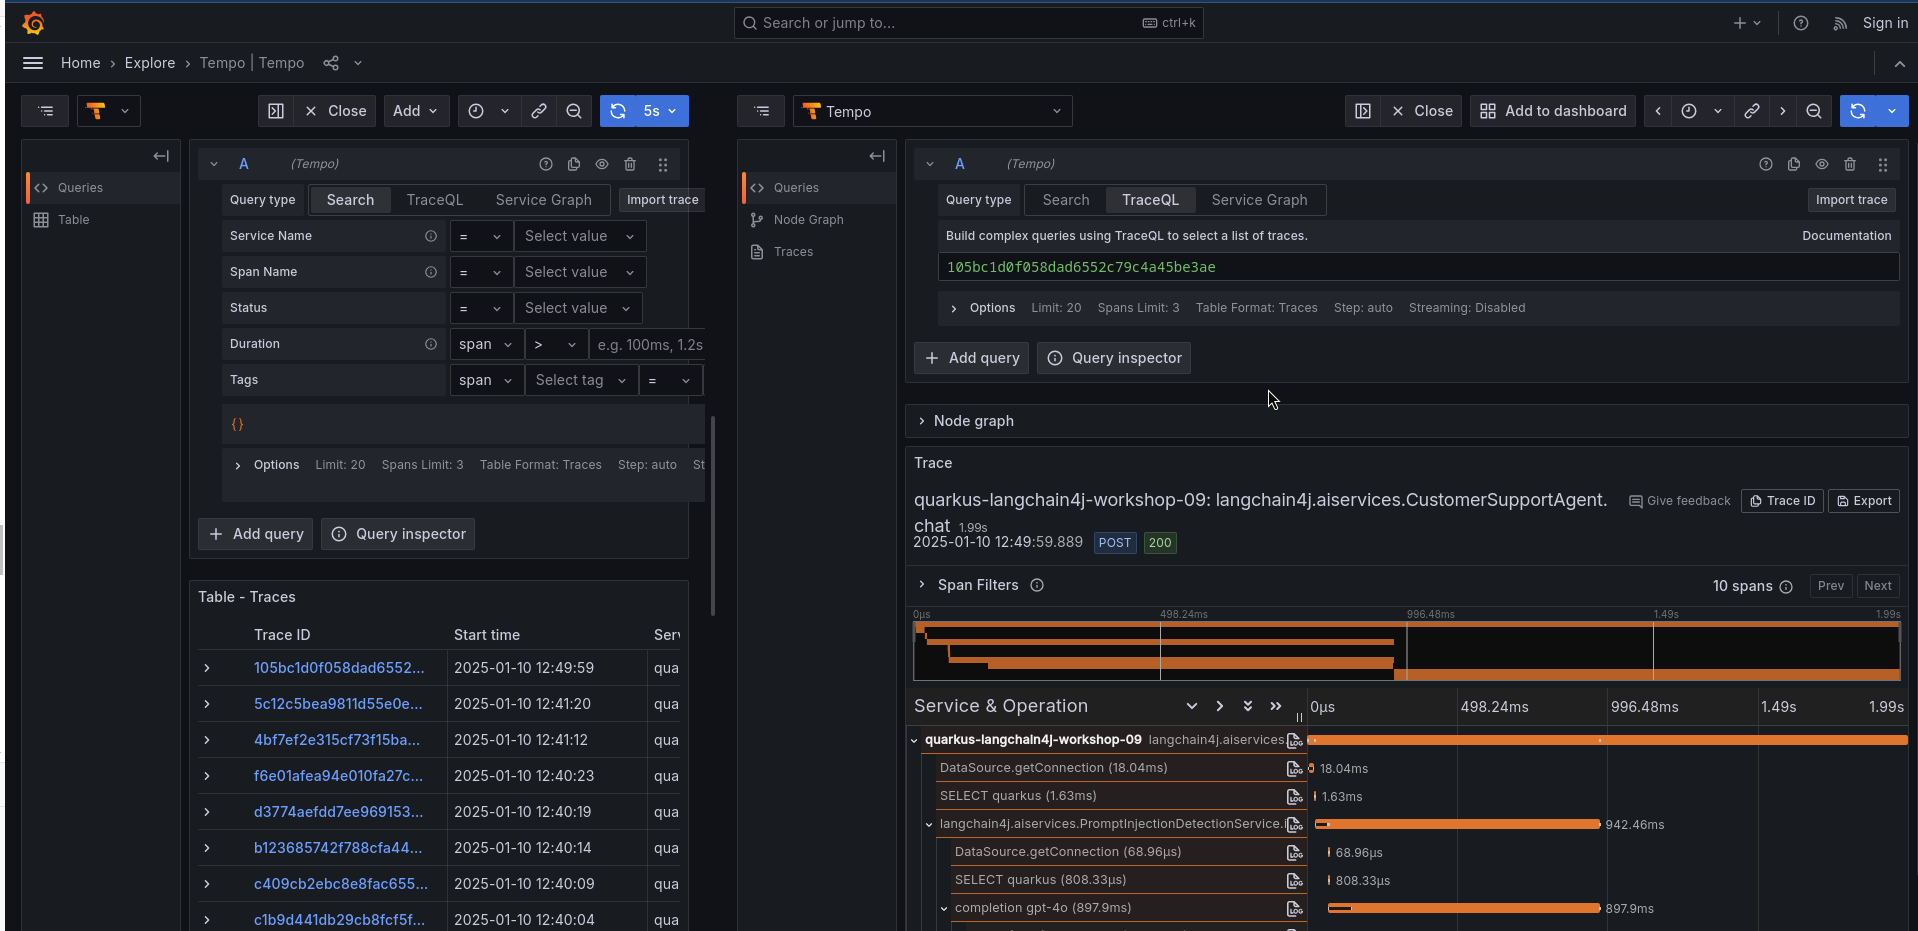 Search or jump to...
ctrl+k
Sign in
Home › Explore › Tempo | Tempo
Close
Add
5s
Queries
Table
A (Tempo)
Query type Search TraceQL Service Graph Import trace
Service Name = Select value
Span Name = Select value
Status = Select value
Duration span > e.g. 100ms, 1.2s
Tags span Select tag =
{}
Options Limit: 20 Spans Limit: 3 Table Format: Traces Step: auto St
+ Add query Query inspector
Table - Traces
Trace ID Start time Serv
105bc1d0f058dad6552... 2025-01-10 12:49:59 qua
5c12c5bea9811d55e0e... 2025-01-10 12:41:20 qua
4bf7ef2e315cf73f15ba... 2025-01-10 12:41:12 qua
f6e01afea94e010fa27c... 2025-01-10 12:40:23 qua
d3774aefdd7ee969153... 2025-01-10 12:40:19 qua
b123685742f788cfa44... 2025-01-10 12:40:14 qua
c409cb2ebc8e8fac655... 2025-01-10 12:40:09 qua
c1b9d441db29cb8fcf5f... 2025-01-10 12:40:04 qua
Tempo
Close
Add to dashboard
Queries
Node Graph
Traces
A (Tempo)
Query type Search TraceQL Service Graph Import trace
Build complex queries using TraceQL to select a list of traces. Documentation
105bc1d0f058dad6552c79c4a45be3ae
Options Limit: 20 Spans Limit: 3 Table Format: Traces Step: auto Streaming: Disabled
+ Add query Query inspector
Node graph
Trace
quarkus-langchain4j-workshop-09: langchain4j.aiservices.CustomerSupportAgent.
chat 1.99s
Give feedback Trace ID Export
2025-01-10 12:49:59.889 POST 200
Span Filters 10 spans Prev Next
0μs 498.24ms 996.48ms 1.49s 1.99s
Service & Operation 0μs 498.24ms 996.48ms 1.49s 1.99s
quarkus-langchain4j-workshop-09 langchain4j.aiservices. LOG
DataSource.getConnection (18.04ms) LOG 18.04ms
SELECT quarkus (1.63ms) LOG 1.63ms
langchain4j.aiservices.PromptInjectionDetectionService.i LOG 942.46ms
DataSource.getConnection (68.96μs) LOG 68.96μs
SELECT quarkus (808.33μs) LOG 808.33μs
completion gpt-4o (897.9ms) LOG 897.9ms